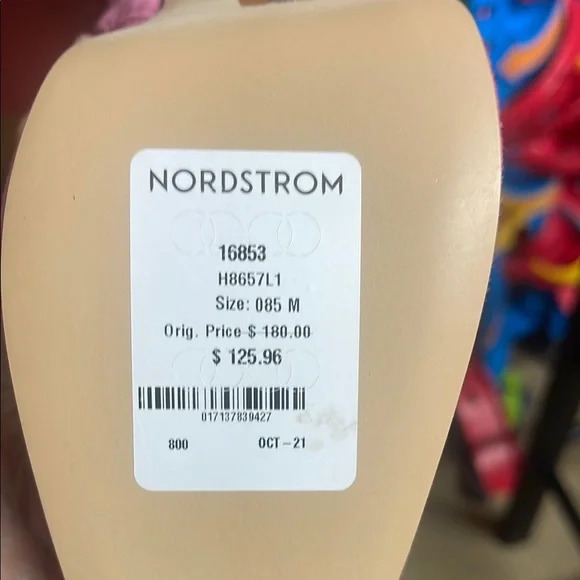 NORDSTROM
16853
H8657L1
Size: 085 M
Orig. Price $ 180.00
$ 125.96
017137839427
800 OCT-21